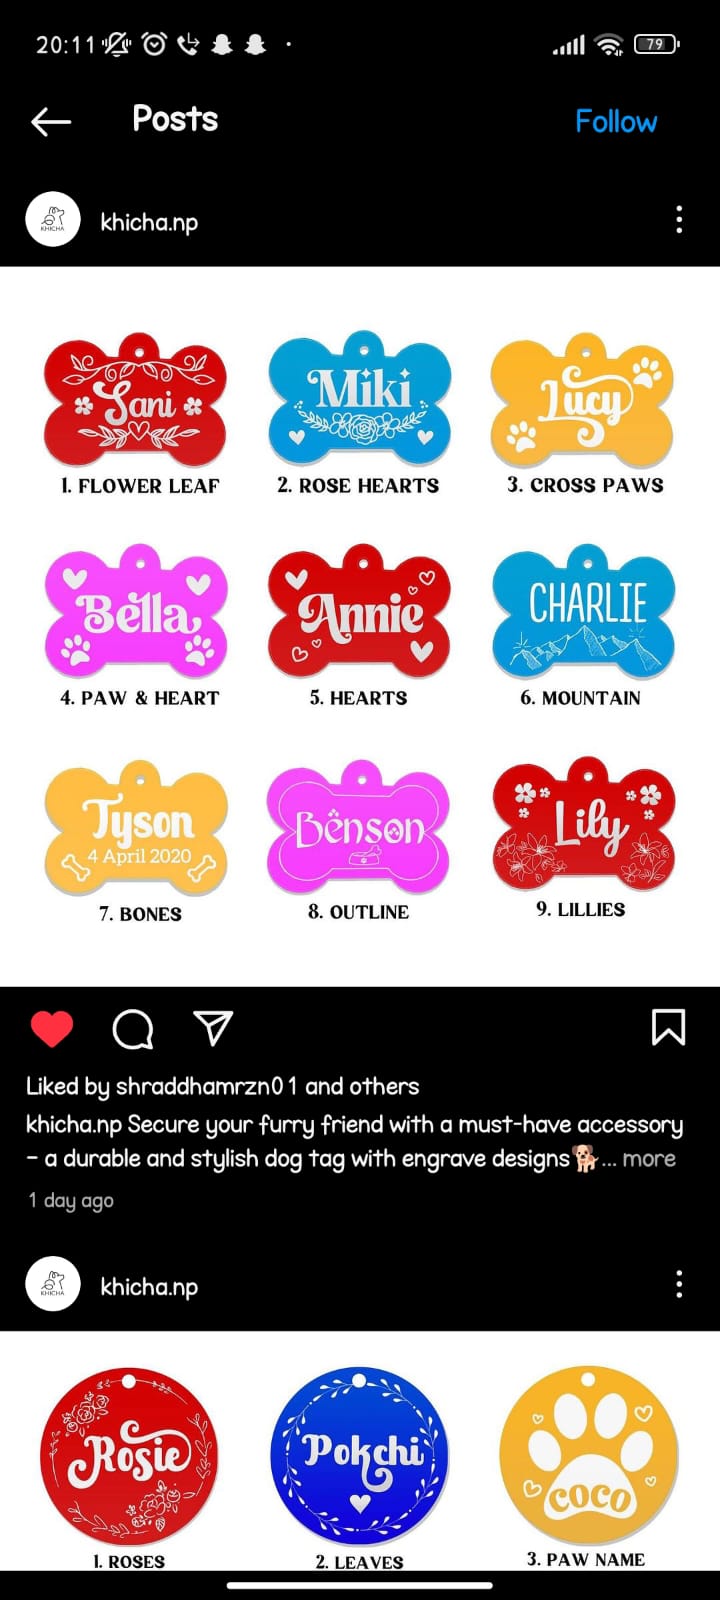 20:11
79
Posts
Follow
KHICHA
khicha.np
Sani
Miki
Lucy
1. FLOWER LEAF
2. ROSE HEARTS
3. CROSS PAWS
Bella
Annie
CHARLIE
4. PAW & HEART
5. HEARTS
6. MOUNTAIN
Tyson
4 April 2020
Benson
Lily
7. BONES
8. OUTLINE
9. LILLIES
Liked by shraddhamrzn01 and others
khicha.np Secure your furry friend with a must-have accessory
- a durable and stylish dog tag with engrave designs🐕... more
1 day ago
KHICHA
khicha.np
Rosie
Pokchi
COCO
1. ROSES
2. LEAVES
3. PAW NAME